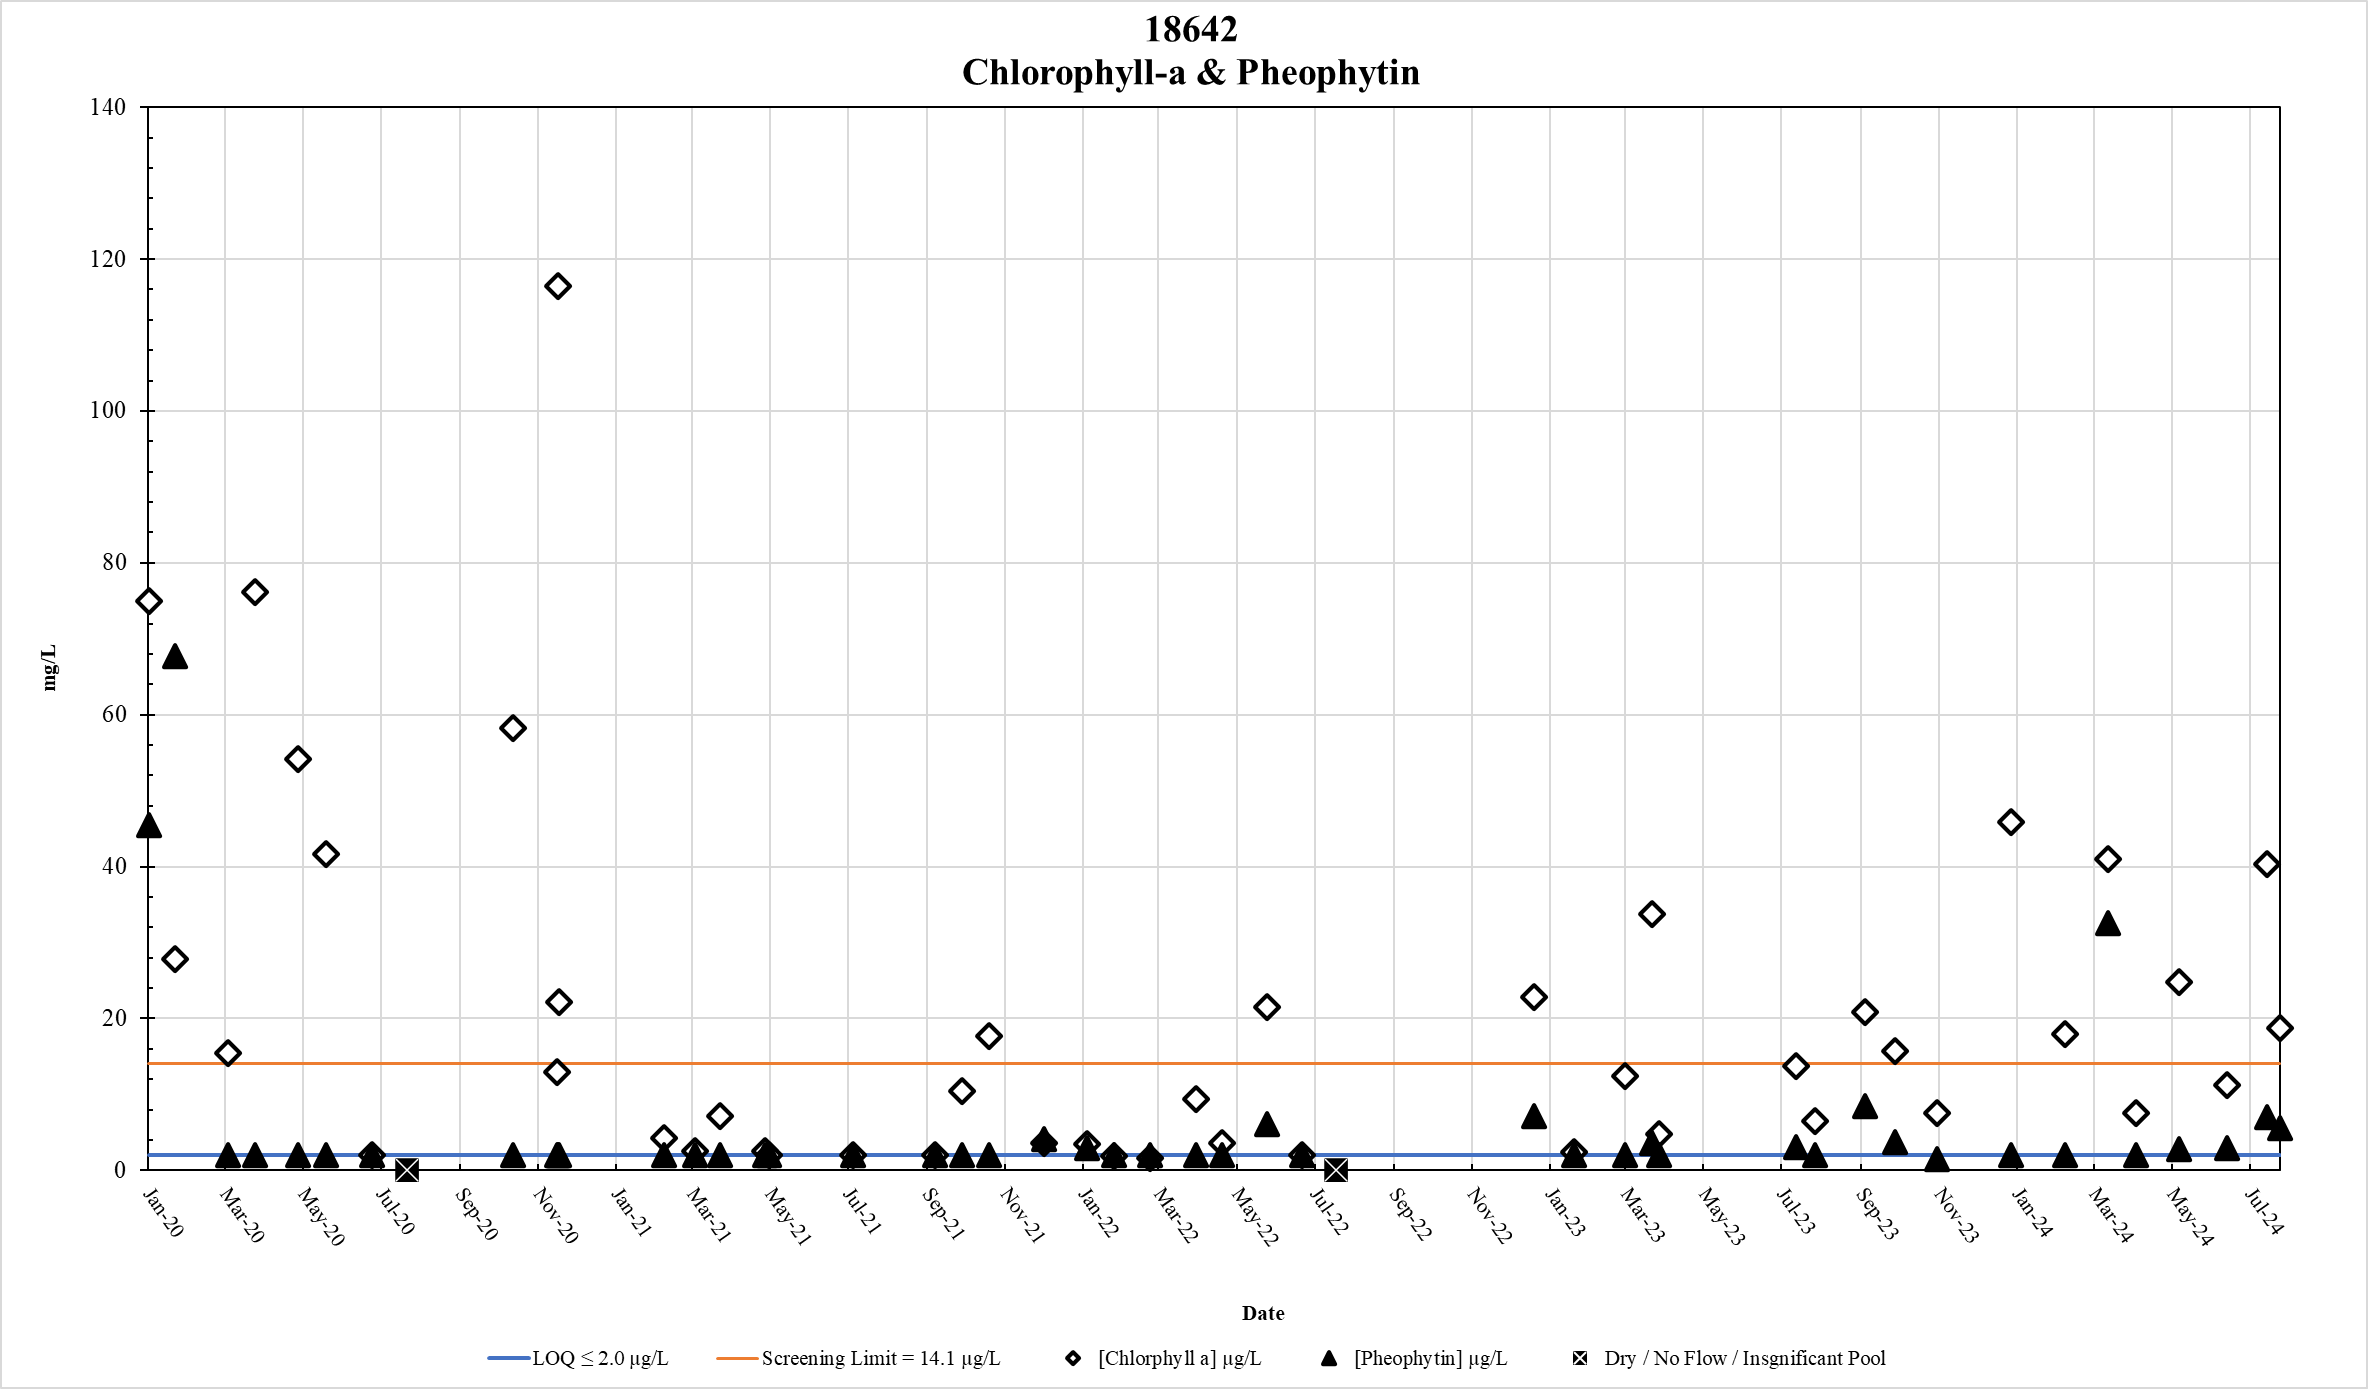 18642
Chlorophyll-a & Pheophytin
140
120
100
80
60
40
20
0
mg/L
Jan-20
Mar-20
May-20
Jul-20
Sep-20
Nov-20
Jan-21
Mar-21
May-21
Jul-21
Sep-21
Nov-21
Jan-22
Mar-22
May-22
Jul-22
Sep-22
Nov-22
Jan-23
Mar-23
May-23
Jul-23
Sep-23
Nov-23
Jan-24
Mar-24
May-24
Jul-24
Date
LOQ ≤ 2.0 µg/L
Screening Limit = 14.1 µg/L
[Chlorphyll a] µg/L
[Pheophytin] µg/L
Dry / No Flow / Insgnificant Pool